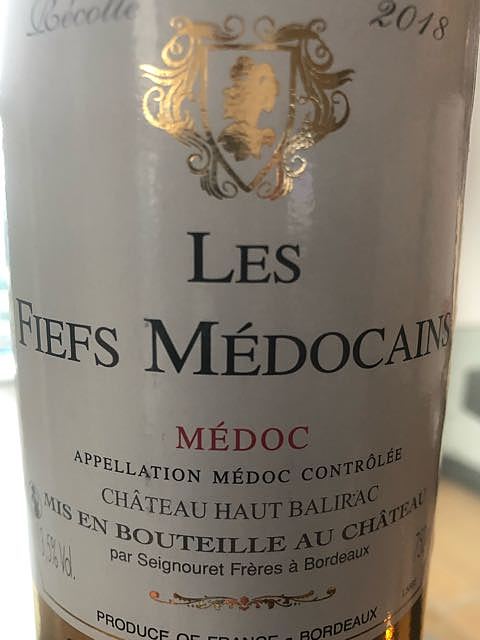 Récolte 2018
LES
FIEFS MÉDOCAINS
MÉDOC
APPELLATION MÉDOC CONTRÔLÉE
CHÂTEAU HAUT BALIRAC
MIS EN BOUTEILLE AU CHÂTEAU
par Seignouret Frères à Bordeaux
PRODUCE OF FRANCE - BORDEAUX